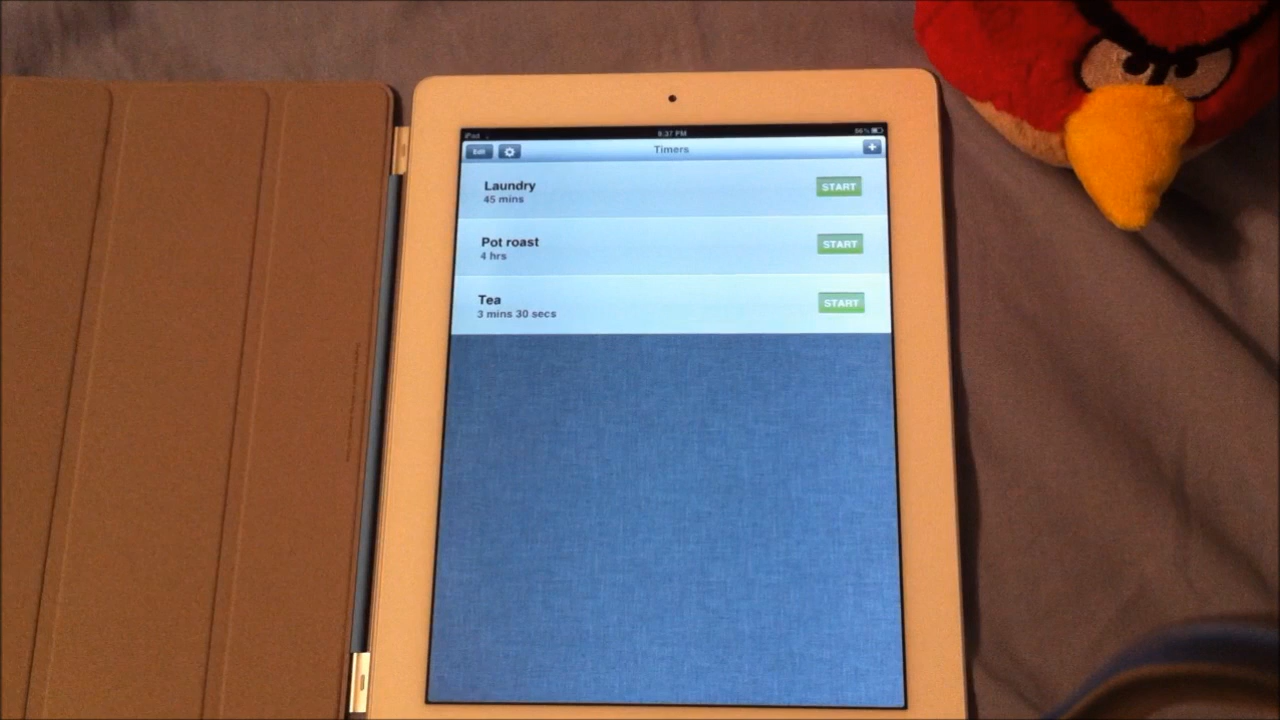 iPad 9:37 PM 96%
Edit Timers +
Laundry START
45 mins
Pot roast START
4 hrs
Tea START
3 mins 30 secs